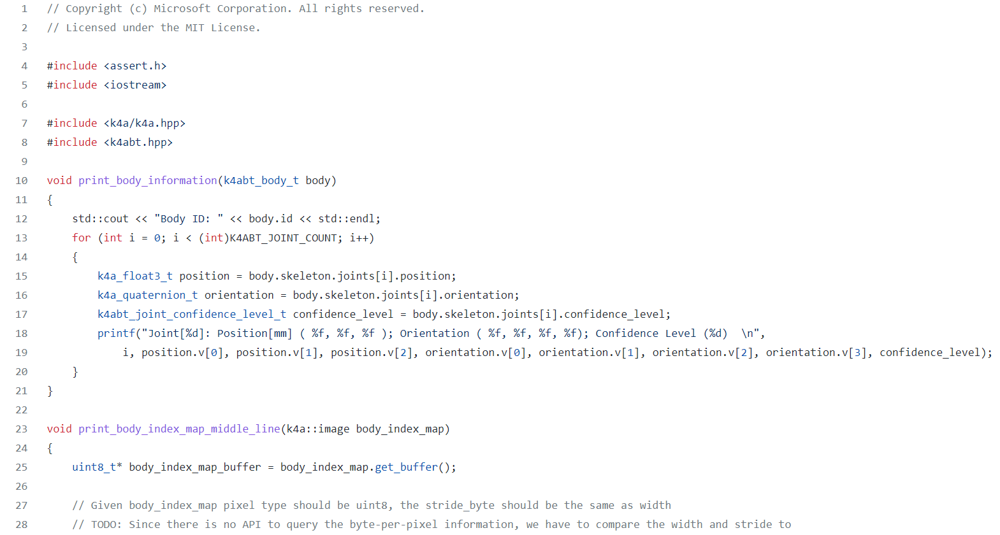 1 // Copyright (c) Microsoft Corporation. All rights reserved.
2 // Licensed under the MIT License.
3
4 #include <assert.h>
5 #include <iostream>
6
7 #include <k4a/k4a.hpp>
8 #include <k4abt.hpp>
9
10 void print_body_information(k4abt_body_t body)
11 {
12     std::cout << "Body ID: " << body.id << std::endl;
13     for (int i = 0; i < (int)K4ABT_JOINT_COUNT; i++)
14     {
15         k4a_float3_t position = body.skeleton.joints[i].position;
16         k4a_quaternion_t orientation = body.skeleton.joints[i].orientation;
17         k4abt_joint_confidence_level_t confidence_level = body.skeleton.joints[i].confidence_level;
18         printf("Joint[%d]: Position[mm] ( %f, %f, %f ); Orientation ( %f, %f, %f, %f); Confidence Level (%d)  \n",
19             i, position.v[0], position.v[1], position.v[2], orientation.v[0], orientation.v[1], orientation.v[2], orientation.v[3], confidence_level);
20     }
21 }
22
23 void print_body_index_map_middle_line(k4a::image body_index_map)
24 {
25     uint8_t* body_index_map_buffer = body_index_map.get_buffer();
26
27     // Given body_index_map pixel type should be uint8, the stride_byte should be the same as width
28     // TODO: Since there is no API to query the byte-per-pixel information, we have to compare the width and stride to